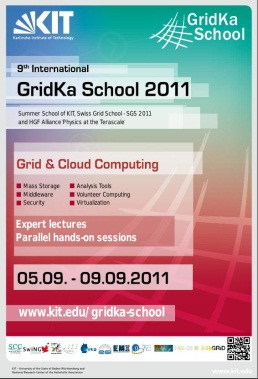 KIT
Karlsruhe Institute of Technology
GridKa
School
9th International
GridKa School 2011
Summer School of KIT, Swiss Grid School - SGS 2011
and HGF Alliance 'Physics at the Terascale'
Grid & Cloud Computing
Mass Storage
Middleware
Security
Analysis Tools
Volunteer Computing
Virtualization
Expert lectures
Parallel hands-on sessions
05.09. - 09.09.2011
www.kit.edu/gridka-school
SCC
SwiNG
egi
EMI
KIT - University of the State of Baden-Württemberg and
National Research Center of the Helmholtz Association
www.kit.edu